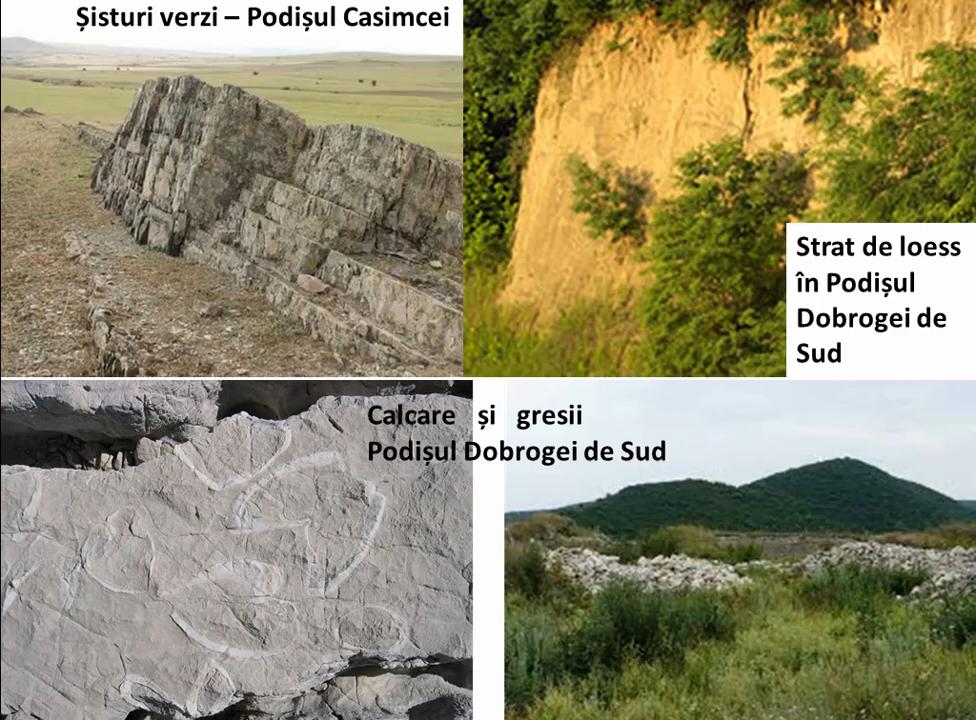 Șisturi verzi – Podișul Casimcei
Strat de loess
în Podișul
Dobrogei de
Sud
Calcare și gresii
Podișul Dobrogei de Sud